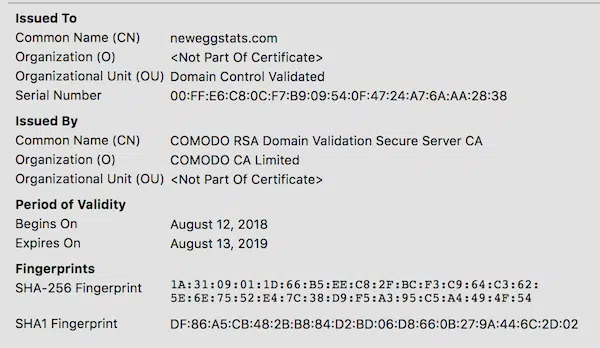 Issued To
Common Name (CN) neweggstats.com
Organization (O) <Not Part Of Certificate>
Organizational Unit (OU) Domain Control Validated
Serial Number 00:FF:E6:C8:0C:F7:B9:09:54:0F:47:24:A7:6A:AA:28:38
Issued By
Common Name (CN) COMODO RSA Domain Validation Secure Server CA
Organization (O) COMODO CA Limited
Organizational Unit (OU) <Not Part Of Certificate>
Period of Validity
Begins On August 12, 2018
Expires On August 13, 2019
Fingerprints
SHA-256 Fingerprint 1A:31:09:01:1D:66:B5:EE:C8:2F:BC:F3:C9:64:C3:62:
5E:6E:75:52:E4:7C:38:D9:F5:A3:95:C5:A4:49:4F:54
SHA1 Fingerprint DF:86:A5:CB:48:2B:B8:84:D2:BD:06:D8:66:0B:27:9A:44:6C:2D:02